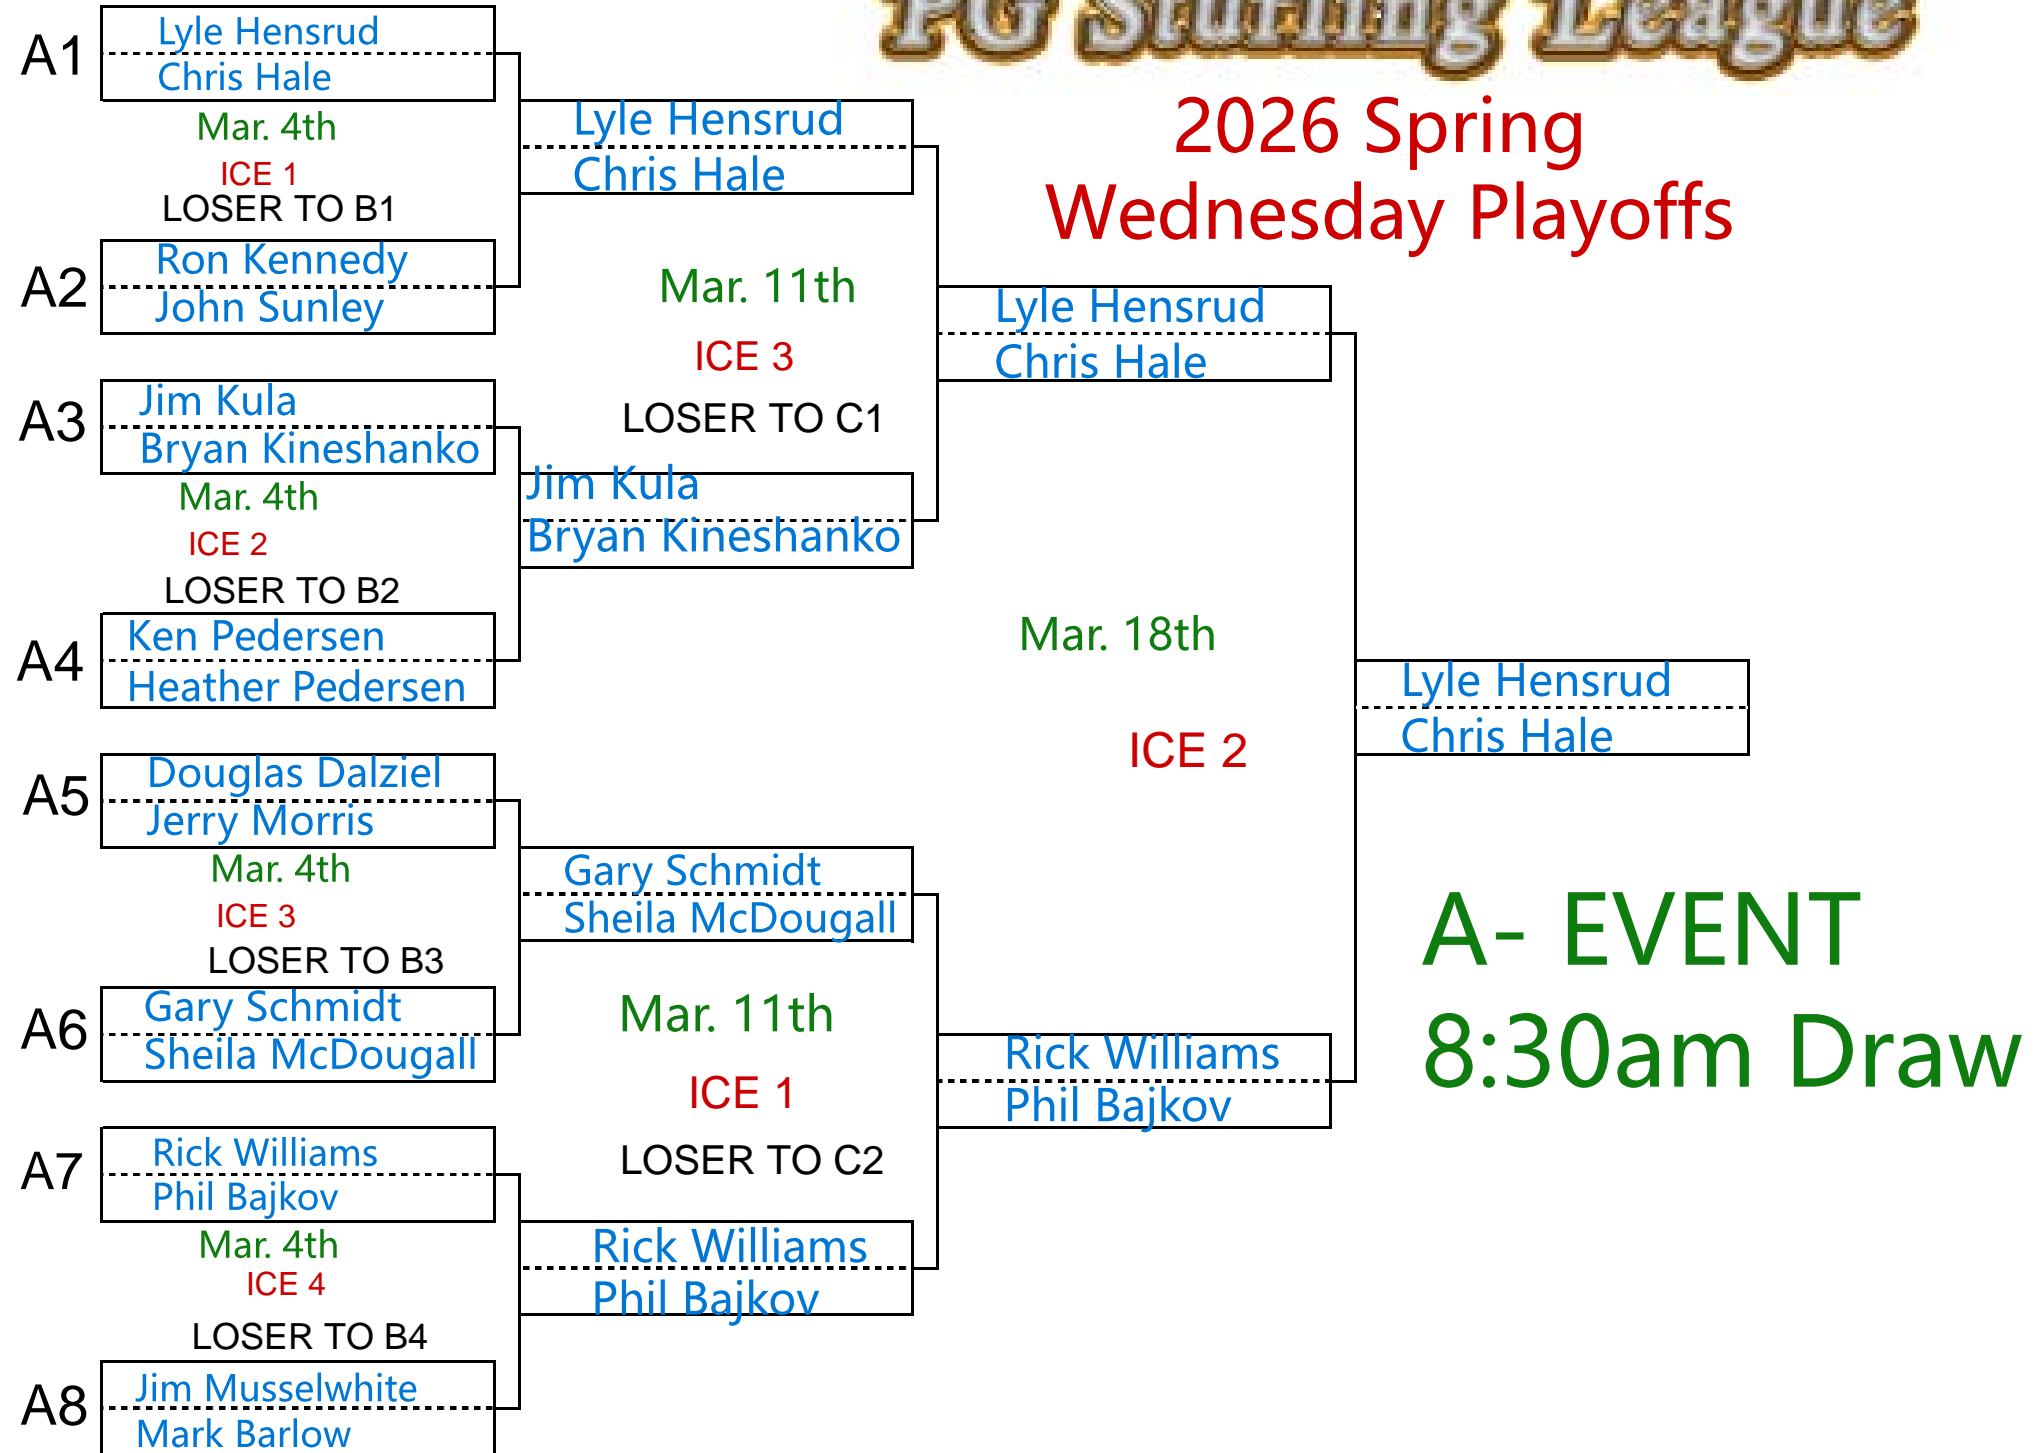 PG Sturling League
2026 Spring
Wednesday Playoffs
A1
Lyle Hensrud
Chris Hale
Mar. 4th
ICE 1
LOSER TO B1
A2
Ron Kennedy
John Sunley
A3
Jim Kula
Bryan Kineshanko
Mar. 4th
ICE 2
LOSER TO B2
A4
Ken Pedersen
Heather Pedersen
A5
Douglas Dalziel
Jerry Morris
Mar. 4th
ICE 3
LOSER TO B3
A6
Gary Schmidt
Sheila McDougall
A7
Rick Williams
Phil Bajkov
Mar. 4th
ICE 4
LOSER TO B4
A8
Jim Musselwhite
Mark Barlow
Lyle Hensrud
Chris Hale
Mar. 11th
ICE 3
LOSER TO C1
Jim Kula
Bryan Kineshanko
Gary Schmidt
Sheila McDougall
Mar. 11th
ICE 1
LOSER TO C2
Rick Williams
Phil Bajkov
Lyle Hensrud
Chris Hale
Mar. 18th
ICE 2
Rick Williams
Phil Bajkov
Lyle Hensrud
Chris Hale
A- EVENT
8:30am Draw